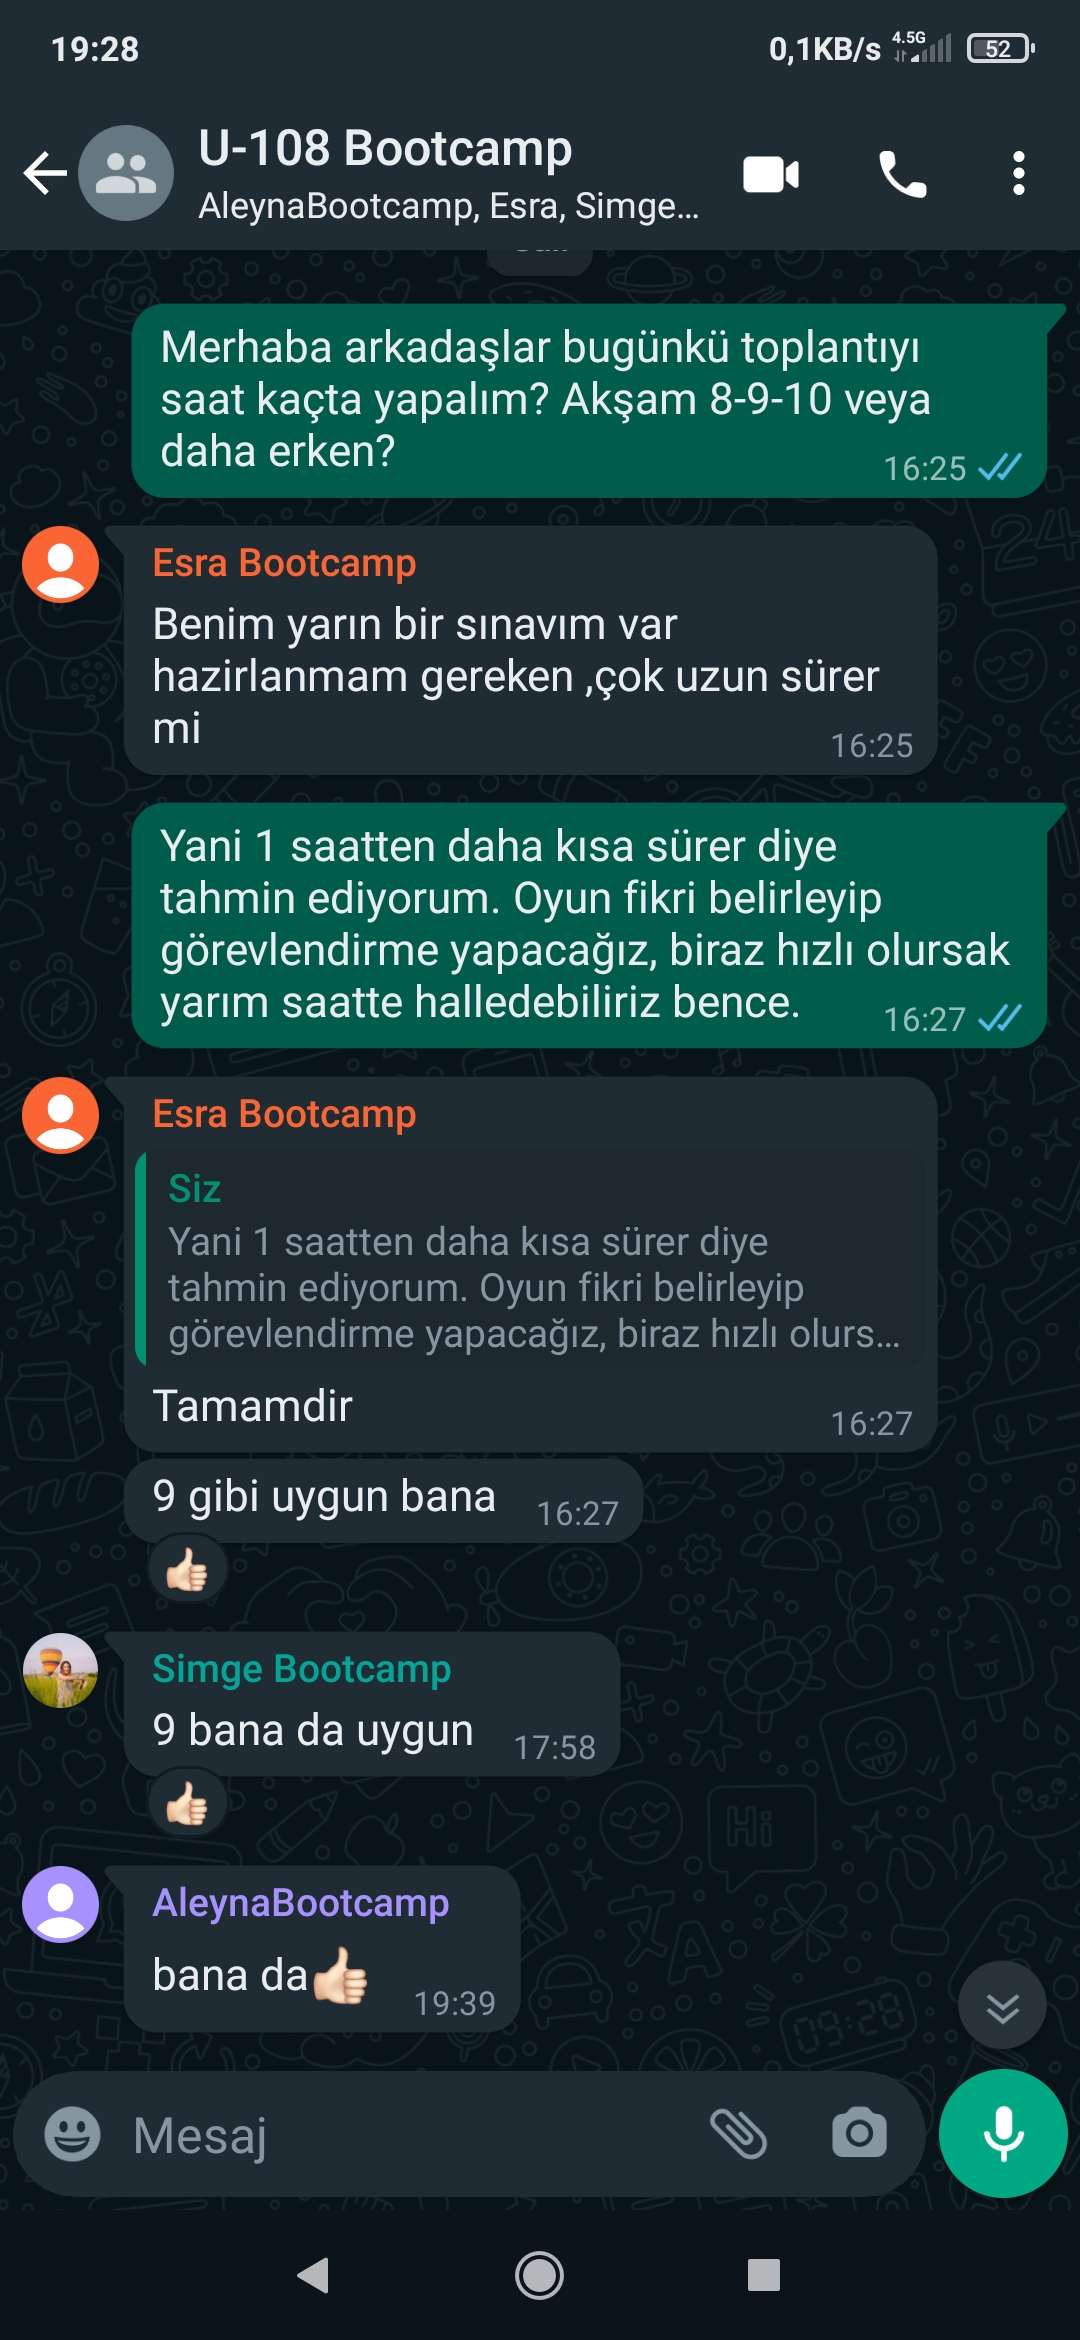 19:28
0,1KB/s 4.5G 52
U-108 Bootcamp
AleynaBootcamp, Esra, Simge...
Merhaba arkadaşlar bugünkü toplantıyı
saat kaçta yapalım? Akşam 8-9-10 veya
daha erken?
16:25
Esra Bootcamp
Benim yarın bir sınavım var
hazirlanmam gereken ,çok uzun sürer
mi
16:25
Yani 1 saatten daha kısa sürer diye
tahmin ediyorum. Oyun fikri belirleyip
görevlendirme yapacağız, biraz hızlı olursak
yarım saatte halledebiliriz bence.
16:27
Esra Bootcamp
Siz
Yani 1 saatten daha kısa sürer diye
tahmin ediyorum. Oyun fikri belirleyip
görevlendirme yapacağız, biraz hızlı olurs...
Tamamdir
16:27
9 gibi uygun bana 16:27
👍🏻
Simge Bootcamp
9 bana da uygun 17:58
👍🏻
AleynaBootcamp
bana da👍🏻 19:39
Mesaj